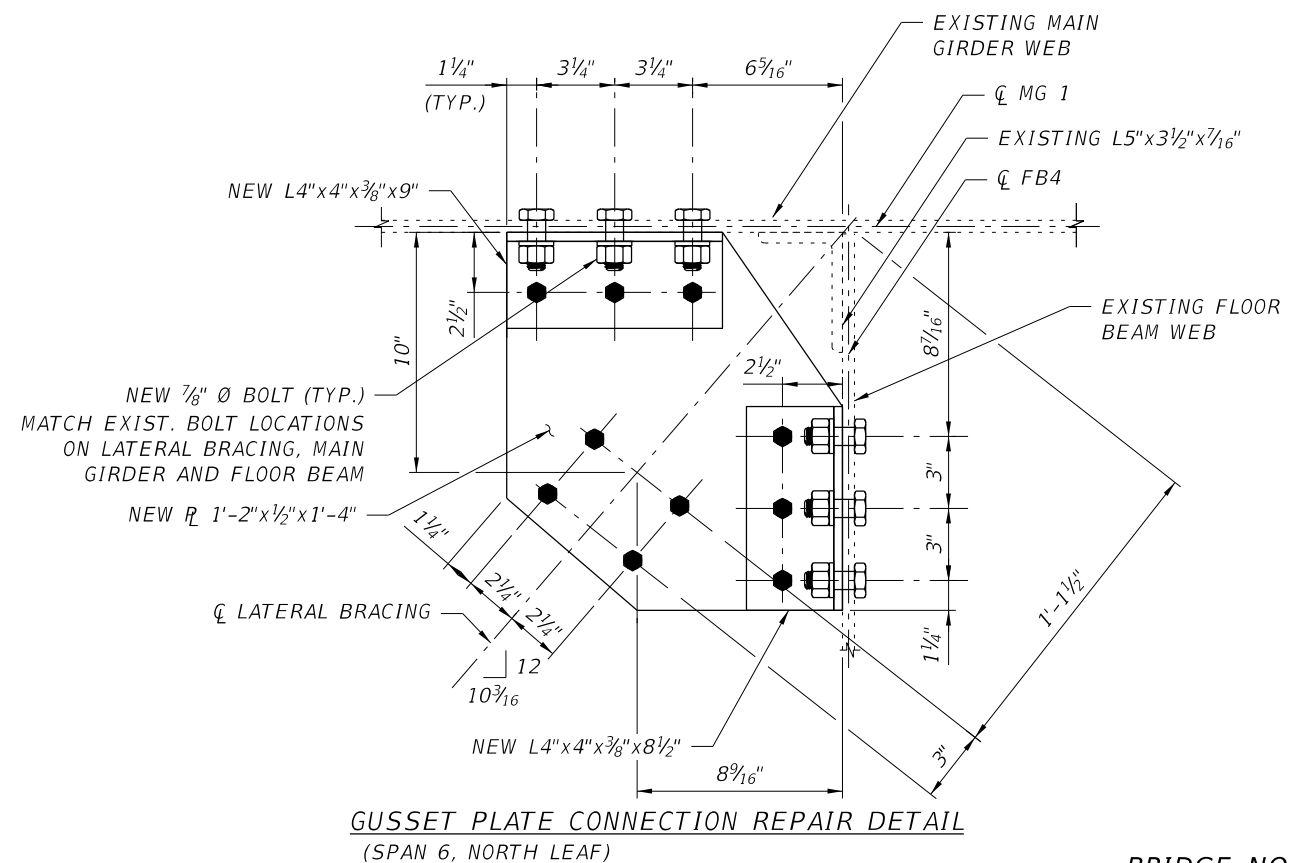 EXISTING MAIN
GIRDER WEB
1¼"
(TYP.)
3¼"
3¼"
6⁵⁄₁₆"
℄ MG 1
EXISTING L5"x3½"x⁷⁄₁₆"
℄ FB4
NEW L4"x4"x⅜"x9"
2½"
10"
8⁷⁄₁₆"
EXISTING FLOOR
BEAM WEB
2½"
NEW ⅞" Ø BOLT (TYP.)
MATCH EXIST. BOLT LOCATIONS
ON LATERAL BRACING, MAIN
GIRDER AND FLOOR BEAM
NEW ⅊ 1'-2"x½"x1'-4"
3"
3"
1¼"
1¼"
2¼"
2¼"
℄ LATERAL BRACING
12
10³⁄₁₆
1'-1½"
3"
NEW L4"x4"x⅜"x8½"
8⁹⁄₁₆"
GUSSET PLATE CONNECTION REPAIR DETAIL
(SPAN 6, NORTH LEAF)